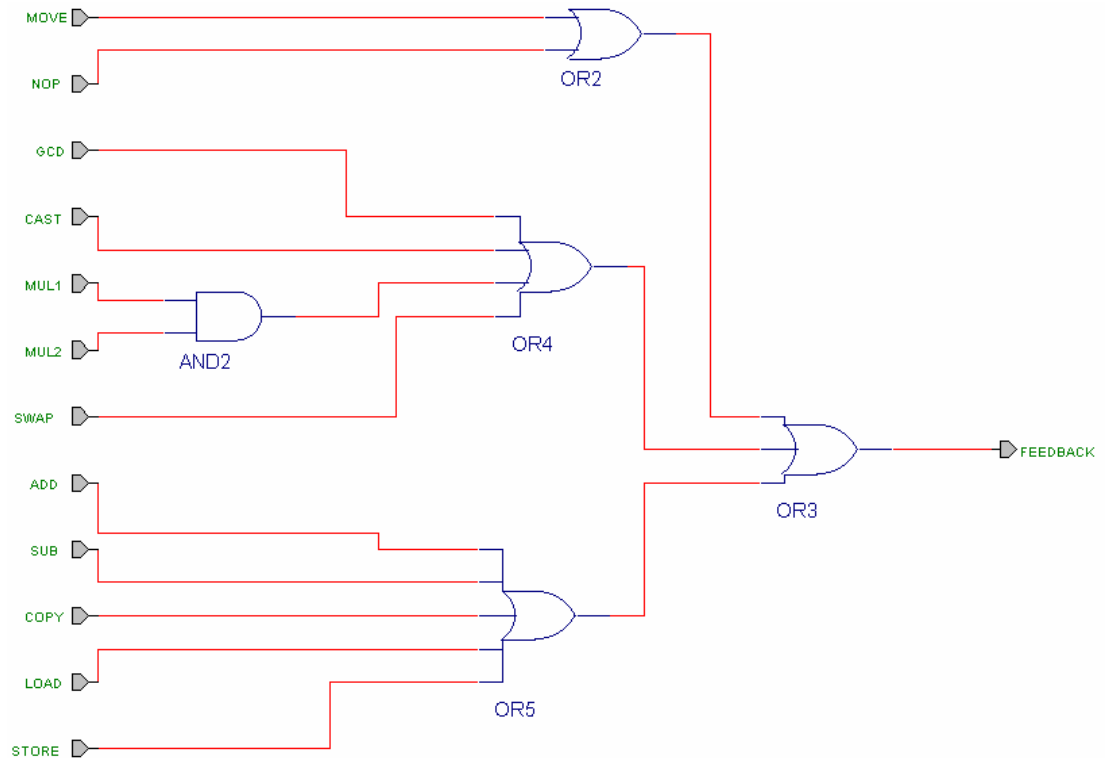 MOVE
OR2
NOP
GCD
CAST
MUL1
OR4
MUL2
AND2
SWAP
FEEDBACK
ADD
OR3
SUB
COPY
LOAD
OR5
STORE